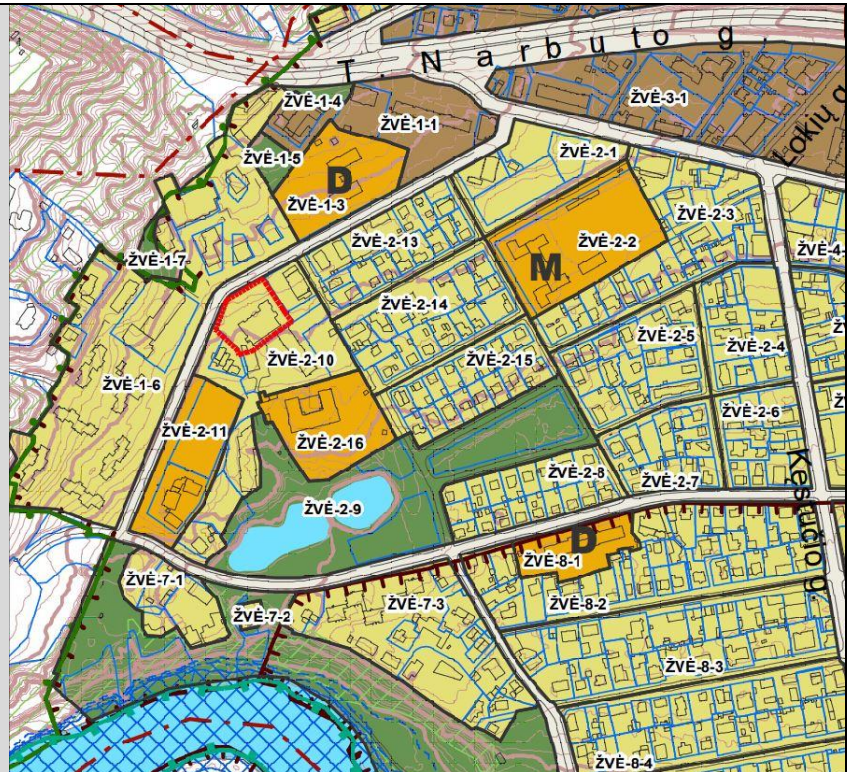 T. Narbuto g.
ŽVĖ-1-4
ŽVĖ-1-1
ŽVĖ-3-1
Lokių g
ŽVĖ-1-5
ŽVĖ-2-1
D
ŽVĖ-1-3
ŽVĖ-2-3
ŽVĖ-2-13
ŽVĖ-2-2
ŽVĖ-4-
ŽVĖ-1-7
M
ŽVĖ-2-14
ŽVĖ-2-5
ŽVĖ-2-4
ŽVĖ-2-10
ŽVĖ-2-15
ŽVĖ-1-6
ŽVĖ-2-6
ŽVĖ-2-11
ŽVĖ-2-16
ŽVĖ-2-8
ŽVĖ-2-7
Kęstučio g.
ŽVĖ-2-9
D
ŽVĖ-8-1
ŽVĖ-7-1
ŽVĖ-7-2
ŽVĖ-7-3
ŽVĖ-8-2
ŽVĖ-8-3
ŽVĖ-8-4